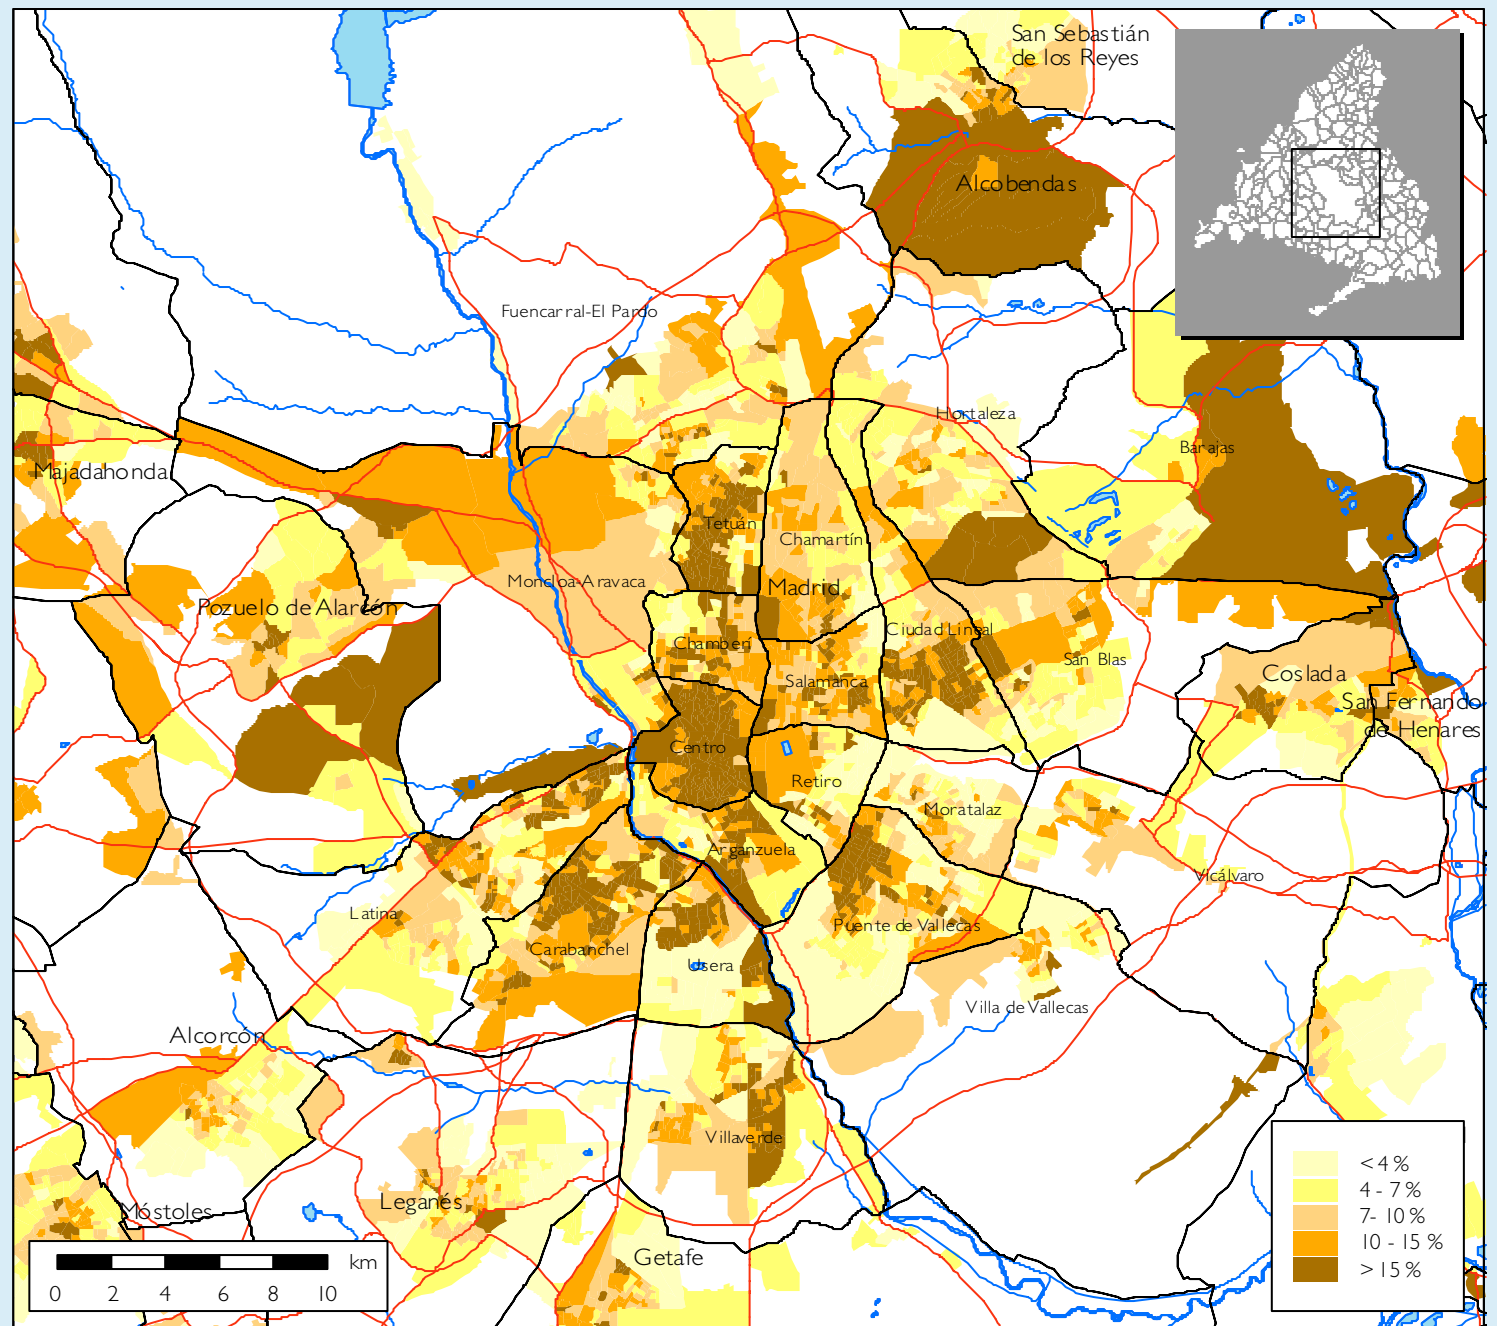 San Sebastián
de los Reyes
Alcobendas
Fuencarral-El Pardo
Hortaleza
Barajas
Majadahonda
Tetuán
Chamartín
Moncloa-Aravaca
Madrid
Pozuelo de Alarcón
Ciudad Lineal
Chamberí
San Blas
Coslada
Salamanca
San Fernando
de Henares
Centro
Retiro
Moratalaz
Arganzuela
Vicálvaro
Latina
Puente de Vallecas
Carabanchel
Usera
Villa de Vallecas
Alcorcón
Villaverde
Leganés
Móstoles
Getafe
< 4 %
4 - 7 %
7- 10 %
10 - 15 %
> 15 %
km
0 2 4 6 8 10